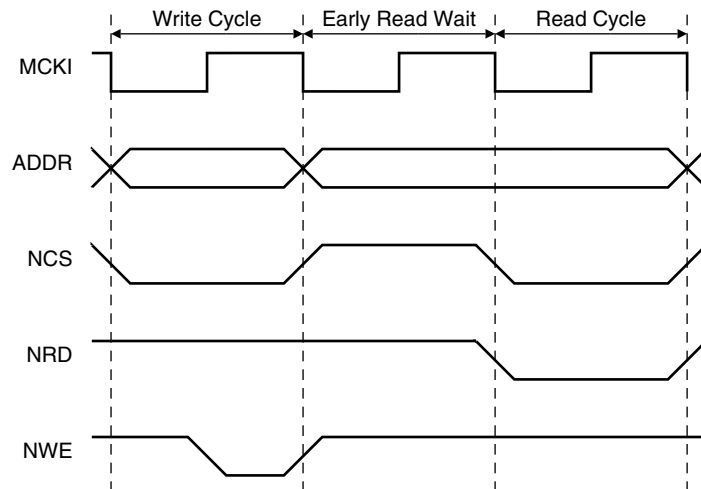 Write Cycle Early Read Wait Read Cycle
MCKI
ADDR
NCS
NRD
NWE